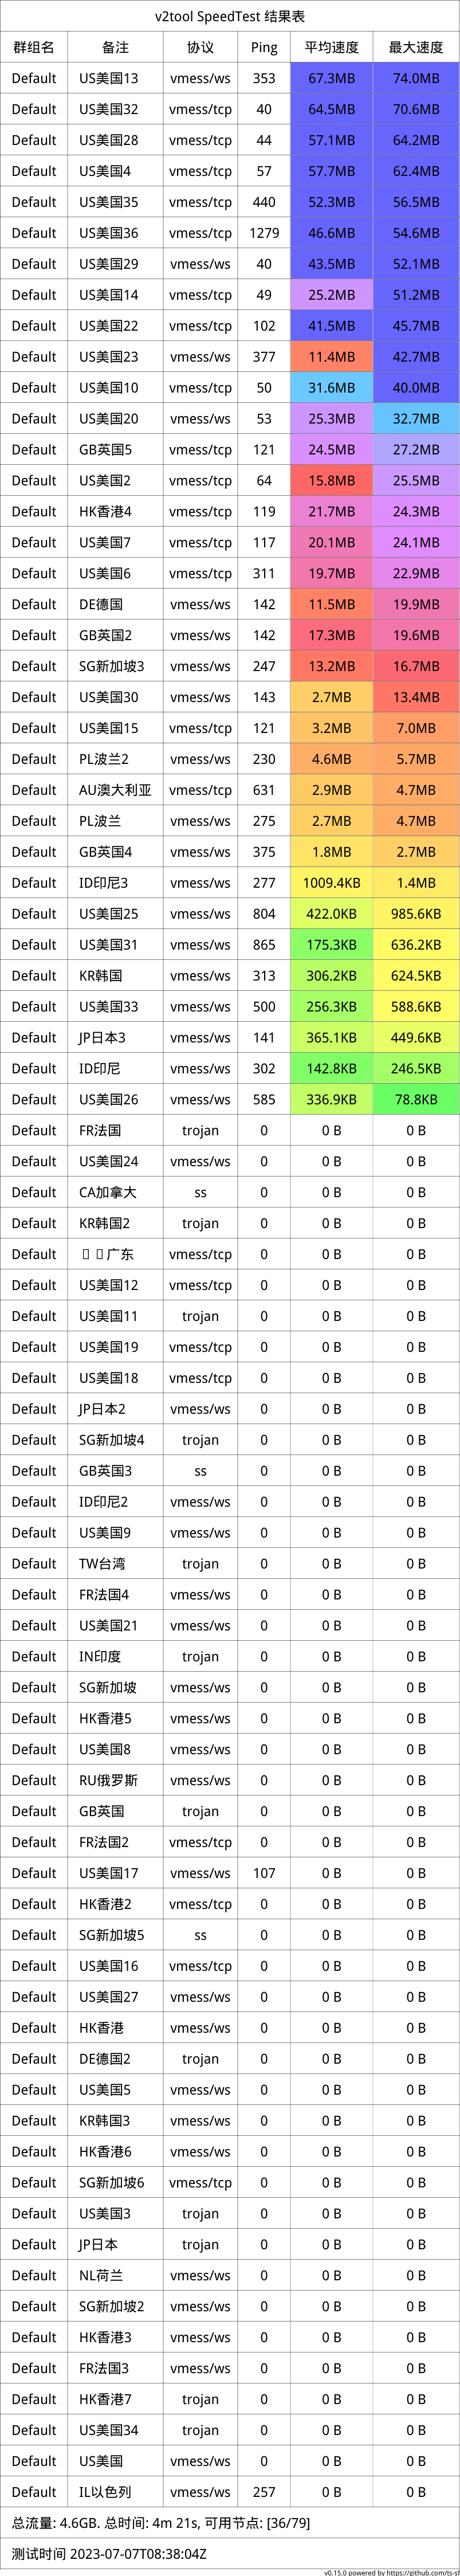 v2tool SpeedTest 结果表
群组名 备注 协议 Ping 平均速度 最大速度
Default US美国13 vmess/ws 353 67.3MB 74.0MB
Default US美国32 vmess/tcp 40 64.5MB 70.6MB
Default US美国28 vmess/tcp 44 57.1MB 64.2MB
Default US美国4 vmess/tcp 57 57.7MB 62.4MB
Default US美国35 vmess/tcp 440 52.3MB 56.5MB
Default US美国36 vmess/tcp 1279 46.6MB 54.6MB
Default US美国29 vmess/ws 40 43.5MB 52.1MB
Default US美国14 vmess/tcp 49 25.2MB 51.2MB
Default US美国22 vmess/tcp 102 41.5MB 45.7MB
Default US美国23 vmess/ws 377 11.4MB 42.7MB
Default US美国10 vmess/tcp 50 31.6MB 40.0MB
Default US美国20 vmess/ws 53 25.3MB 32.7MB
Default GB英国5 vmess/tcp 121 24.5MB 27.2MB
Default US美国2 vmess/tcp 64 15.8MB 25.5MB
Default HK香港4 vmess/tcp 119 21.7MB 24.3MB
Default US美国7 vmess/tcp 117 20.1MB 24.1MB
Default US美国6 vmess/tcp 311 19.7MB 22.9MB
Default DE德国 vmess/ws 142 11.5MB 19.9MB
Default GB英国2 vmess/ws 142 17.3MB 19.6MB
Default SG新加坡3 vmess/ws 247 13.2MB 16.7MB
Default US美国30 vmess/ws 143 2.7MB 13.4MB
Default US美国15 vmess/tcp 121 3.2MB 7.0MB
Default PL波兰2 vmess/ws 230 4.6MB 5.7MB
Default AU澳大利亚 vmess/tcp 631 2.9MB 4.7MB
Default PL波兰 vmess/ws 275 2.7MB 4.7MB
Default GB英国4 vmess/ws 375 1.8MB 2.7MB
Default ID印尼3 vmess/ws 277 1009.4KB 1.4MB
Default US美国25 vmess/ws 804 422.0KB 985.6KB
Default US美国31 vmess/ws 865 175.3KB 636.2KB
Default KR韩国 vmess/ws 313 306.2KB 624.5KB
Default US美国33 vmess/ws 500 256.3KB 588.6KB
Default JP日本3 vmess/ws 141 365.1KB 449.6KB
Default ID印尼 vmess/ws 302 142.8KB 246.5KB
Default US美国26 vmess/ws 585 336.9KB 78.8KB
Default FR法国 trojan 0 0 B 0 B
Default US美国24 vmess/ws 0 0 B 0 B
Default CA加拿大 ss 0 0 B 0 B
Default KR韩国2 trojan 0 0 B 0 B
Default 广东 vmess/tcp 0 0 B 0 B
Default US美国12 vmess/tcp 0 0 B 0 B
Default US美国11 trojan 0 0 B 0 B
Default US美国19 vmess/tcp 0 0 B 0 B
Default US美国18 vmess/tcp 0 0 B 0 B
Default JP日本2 vmess/ws 0 0 B 0 B
Default SG新加坡4 trojan 0 0 B 0 B
Default GB英国3 ss 0 0 B 0 B
Default ID印尼2 vmess/ws 0 0 B 0 B
Default US美国9 vmess/ws 0 0 B 0 B
Default TW台湾 trojan 0 0 B 0 B
Default FR法国4 vmess/ws 0 0 B 0 B
Default US美国21 vmess/ws 0 0 B 0 B
Default IN印度 trojan 0 0 B 0 B
Default SG新加坡 vmess/ws 0 0 B 0 B
Default HK香港5 vmess/ws 0 0 B 0 B
Default US美国8 vmess/ws 0 0 B 0 B
Default RU俄罗斯 vmess/ws 0 0 B 0 B
Default GB英国 trojan 0 0 B 0 B
Default FR法国2 vmess/tcp 0 0 B 0 B
Default US美国17 vmess/ws 107 0 B 0 B
Default HK香港2 vmess/tcp 0 0 B 0 B
Default SG新加坡5 ss 0 0 B 0 B
Default US美国16 vmess/tcp 0 0 B 0 B
Default US美国27 vmess/ws 0 0 B 0 B
Default HK香港 vmess/ws 0 0 B 0 B
Default DE德国2 trojan 0 0 B 0 B
Default US美国5 vmess/ws 0 0 B 0 B
Default KR韩国3 vmess/ws 0 0 B 0 B
Default HK香港6 vmess/ws 0 0 B 0 B
Default SG新加坡6 vmess/tcp 0 0 B 0 B
Default US美国3 trojan 0 0 B 0 B
Default JP日本 trojan 0 0 B 0 B
Default NL荷兰 vmess/ws 0 0 B 0 B
Default SG新加坡2 vmess/ws 0 0 B 0 B
Default HK香港3 vmess/ws 0 0 B 0 B
Default FR法国3 vmess/ws 0 0 B 0 B
Default HK香港7 trojan 0 0 B 0 B
Default US美国34 trojan 0 0 B 0 B
Default US美国 vmess/ws 0 0 B 0 B
Default IL以色列 vmess/ws 257 0 B 0 B
总流量: 4.6GB. 总时间: 4m 21s, 可用节点: [36/79]
测试时间 2023-07-07T08:38:04Z
v0.15.0 powered by https://github.com/ts-sf